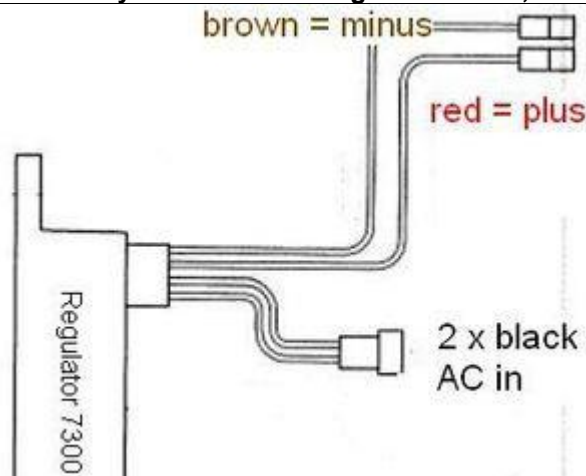 brown = minus
red = plus
Regulator 7300
2 x black
AC in